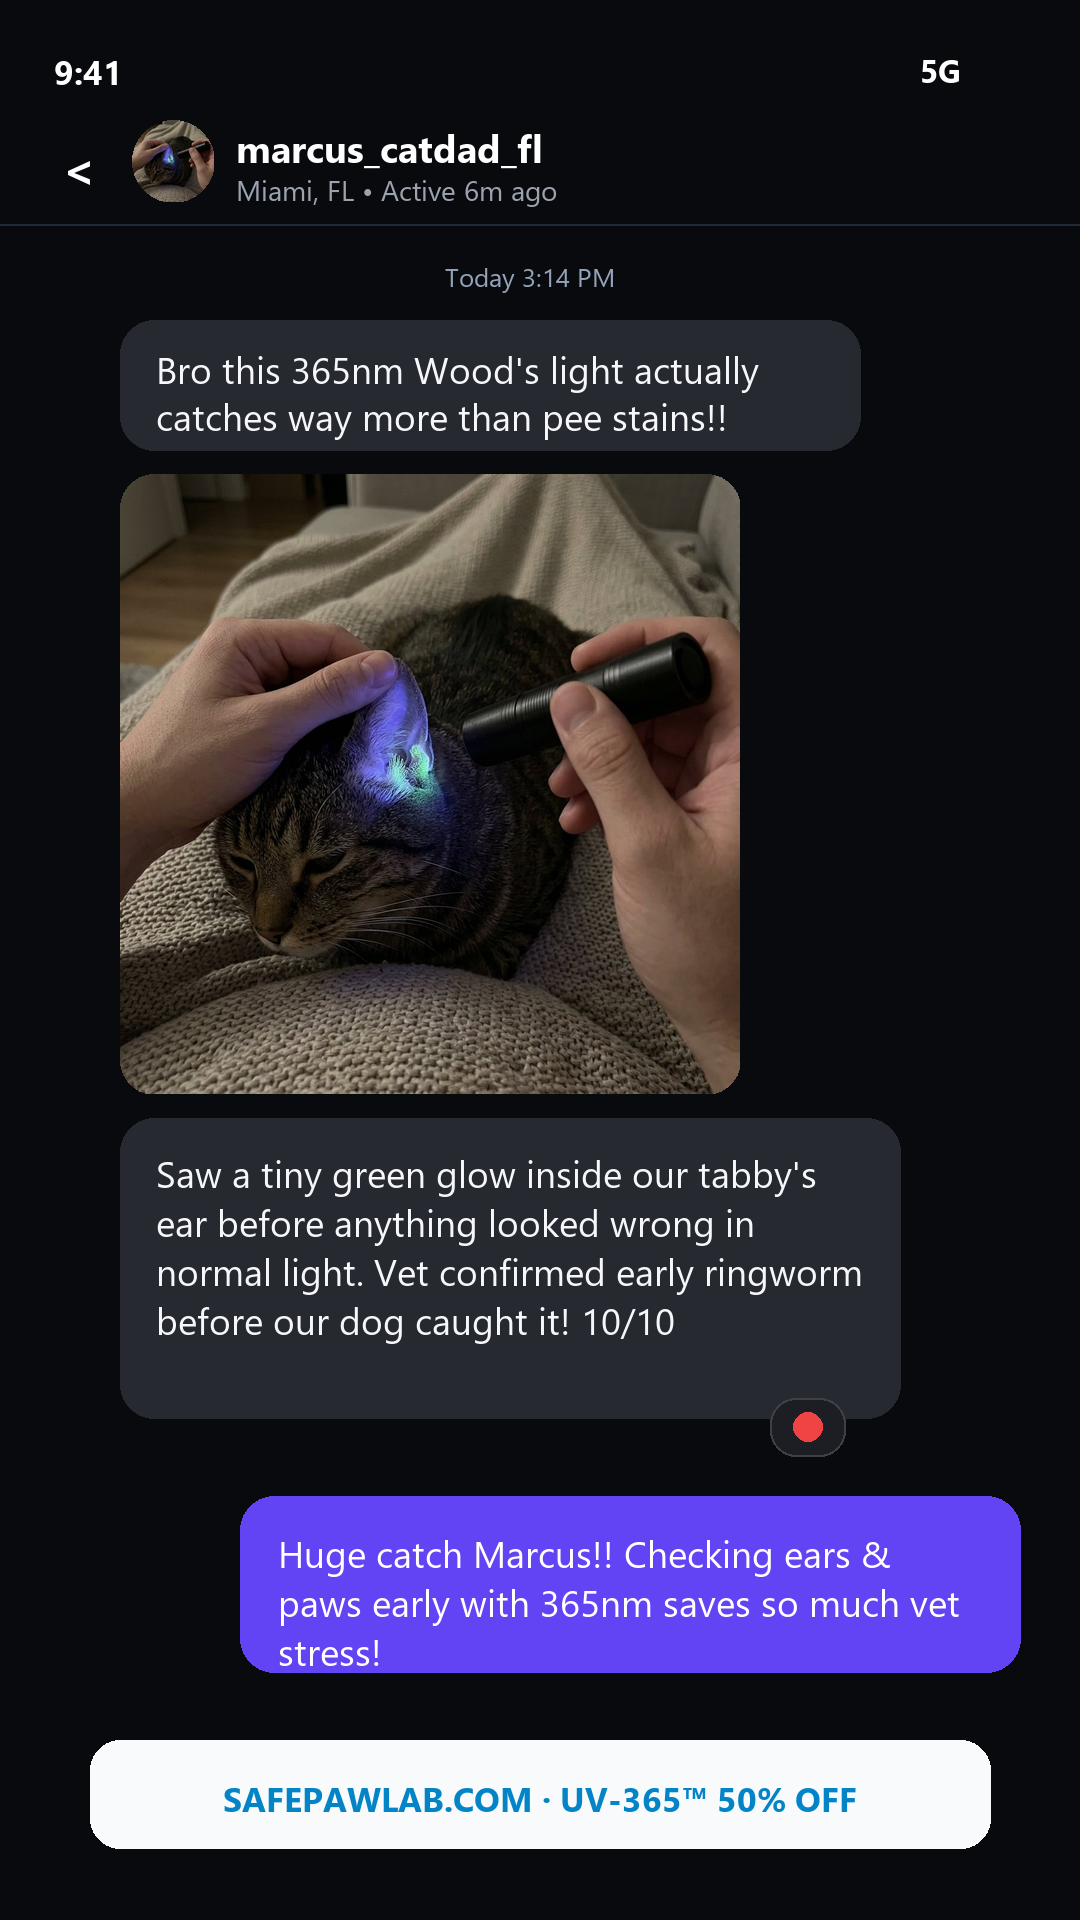 9:41
5G
<
marcus_catdad_fl
Miami, FL • Active 6m ago
Today 3:14 PM
Bro this 365nm Wood's light actually
catches way more than pee stains!!
Saw a tiny green glow inside our tabby's
ear before anything looked wrong in
normal light. Vet confirmed early ringworm
before our dog caught it! 10/10
Huge catch Marcus!! Checking ears &
paws early with 365nm saves so much vet
stress!
SAFEPAWLAB.COM · UV-365™ 50% OFF